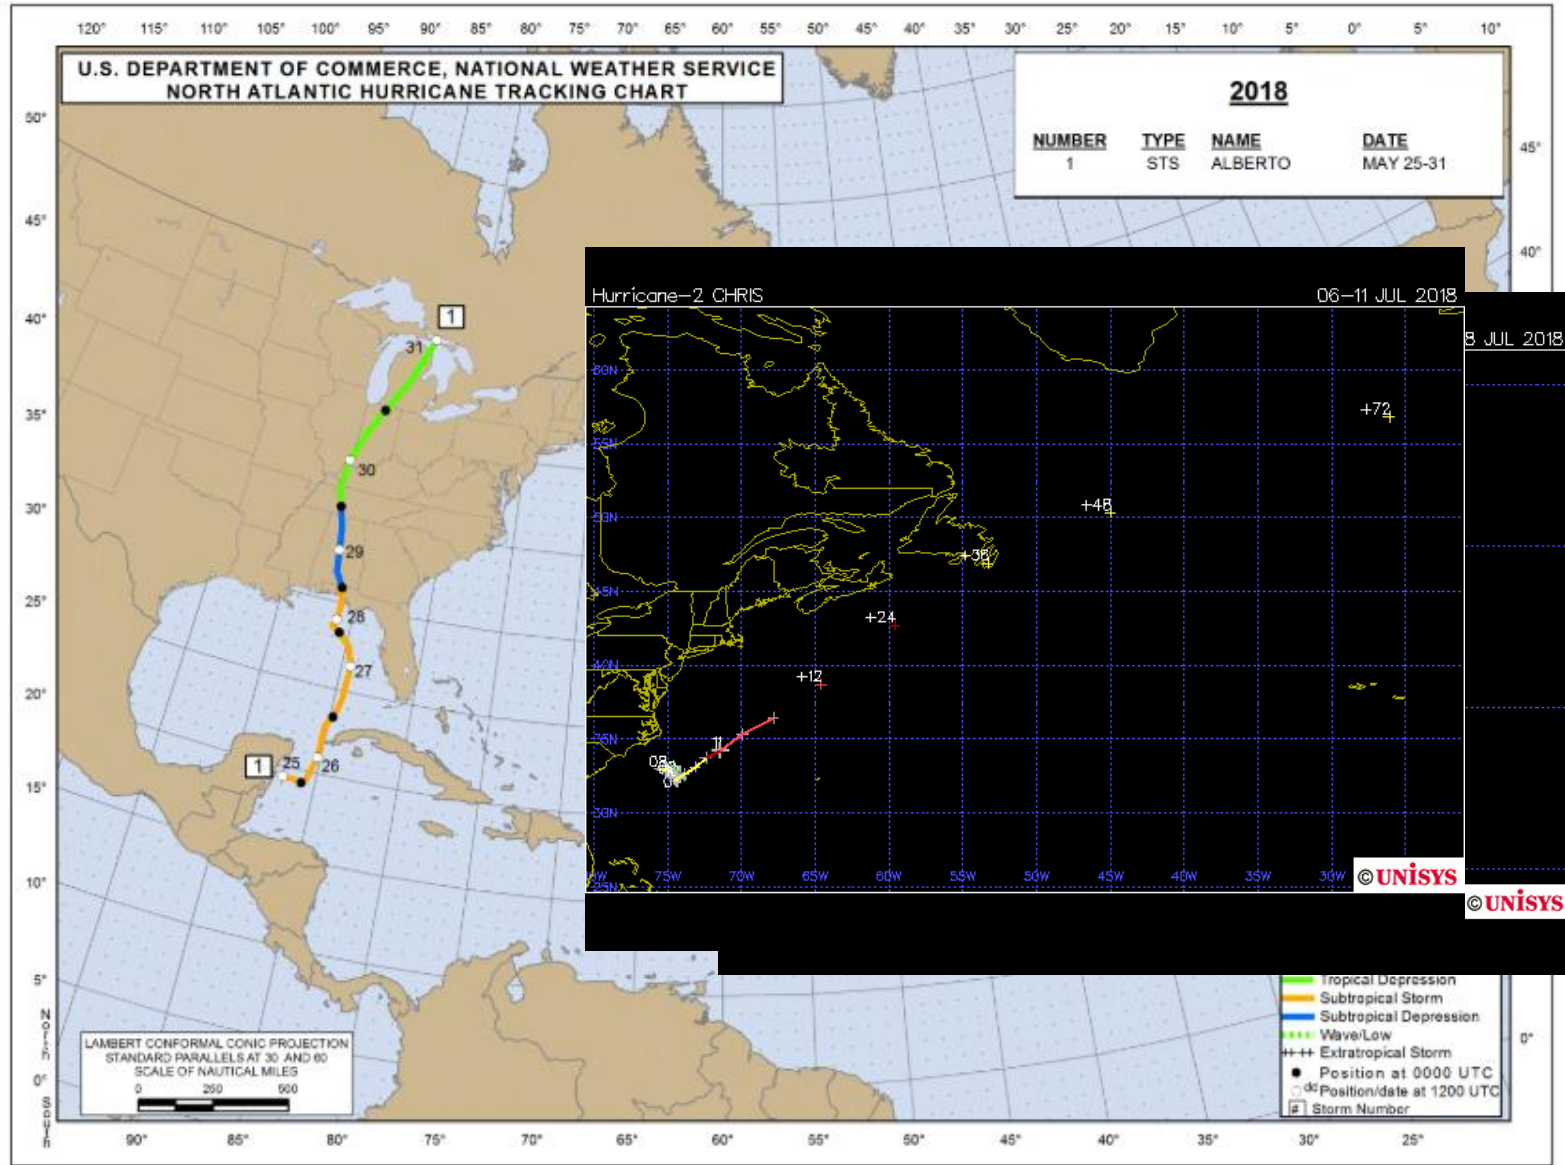 120° 115° 110° 105° 100° 95° 90° 85° 80° 75° 70° 65° 60° 55° 50° 45° 40° 35° 30° 25° 20° 15° 10° 5° 0° 5° 10°
U.S. DEPARTMENT OF COMMERCE, NATIONAL WEATHER SERVICE
NORTH ATLANTIC HURRICANE TRACKING CHART
2018
NUMBER TYPE NAME DATE
1 STS ALBERTO MAY 25-31
50°
45°
40°
35°
30°
25°
20°
15°
10°
5°
0°
North
South
45°
40°
0°
1
31
30
29
28
27
26
25
1
Hurricane-2 CHRIS 06-11 JUL 2018
8 JUL 2018
60N
55N
50N
45N
40N
35N
30N
25N
+72
+48
+36
+24
+12
11
08
75W 70W 65W 60W 55W 50W 45W 40W 35W 30W
©UNiSYS
©UNiSYS
Tropical Depression
Subtropical Storm
Subtropical Depression
Wave/Low
Extratropical Storm
Position at 0000 UTC
dd Position/date at 1200 UTC
# Storm Number
LAMBERT CONFORMAL CONIC PROJECTION
STANDARD PARALLELS AT 30 AND 60
SCALE OF NAUTICAL MILES
0 250 500
90° 85° 80° 75° 70° 65° 60° 55° 50° 45° 40° 35° 30° 25°